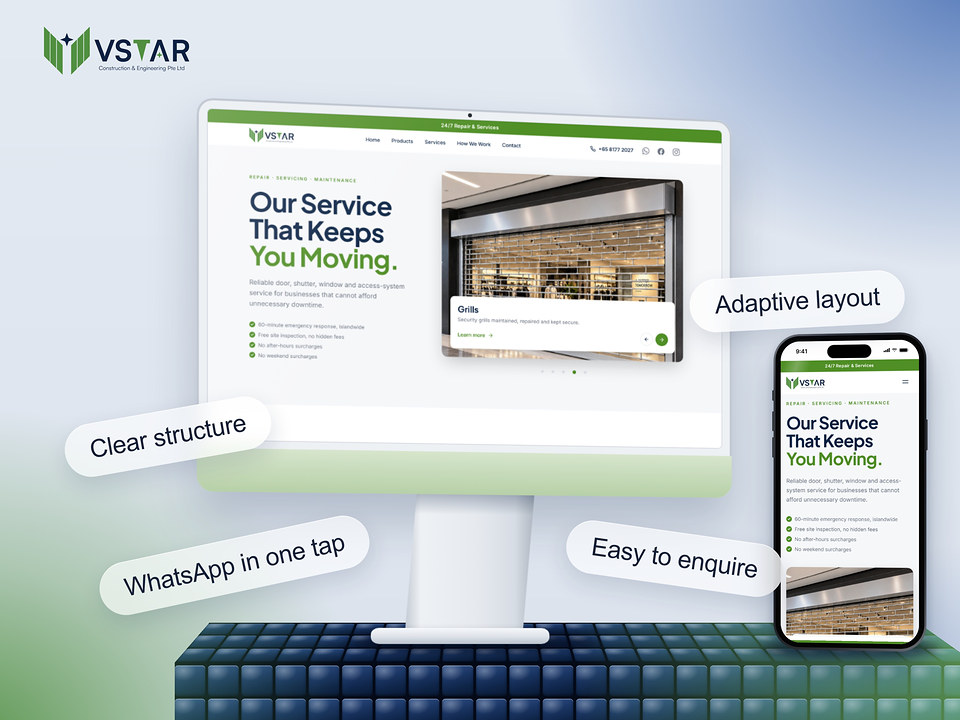 VSTAR
Construction & Engineering Pte Ltd
24/7 Repair & Services
VSTAR
Home
Products
Services
How We Work
Contact
+65 8177 2027
REPAIR · SERVICING · MAINTENANCE
Our Service
That Keeps
You Moving.
Reliable door, shutter, window and access-system
service for businesses that cannot afford
unnecessary downtime.
60-minute emergency response, islandwide
Free site inspection, no hidden fees
No after-hours surcharges
No weekend surcharges
Grills
Security grills maintained, repaired and kept secure.
Learn more →
Adaptive layout
Clear structure
WhatsApp in one tap
Easy to enquire
9:41
24/7 Repair & Services
VSTAR
REPAIR · SERVICING · MAINTENANCE
Our Service
That Keeps
You Moving.
Reliable door, shutter, window and access-
system service for businesses that cannot afford
unnecessary downtime.
60-minute emergency response, islandwide
Free site inspection, no hidden fees
No after-hours surcharges
No weekend surcharges